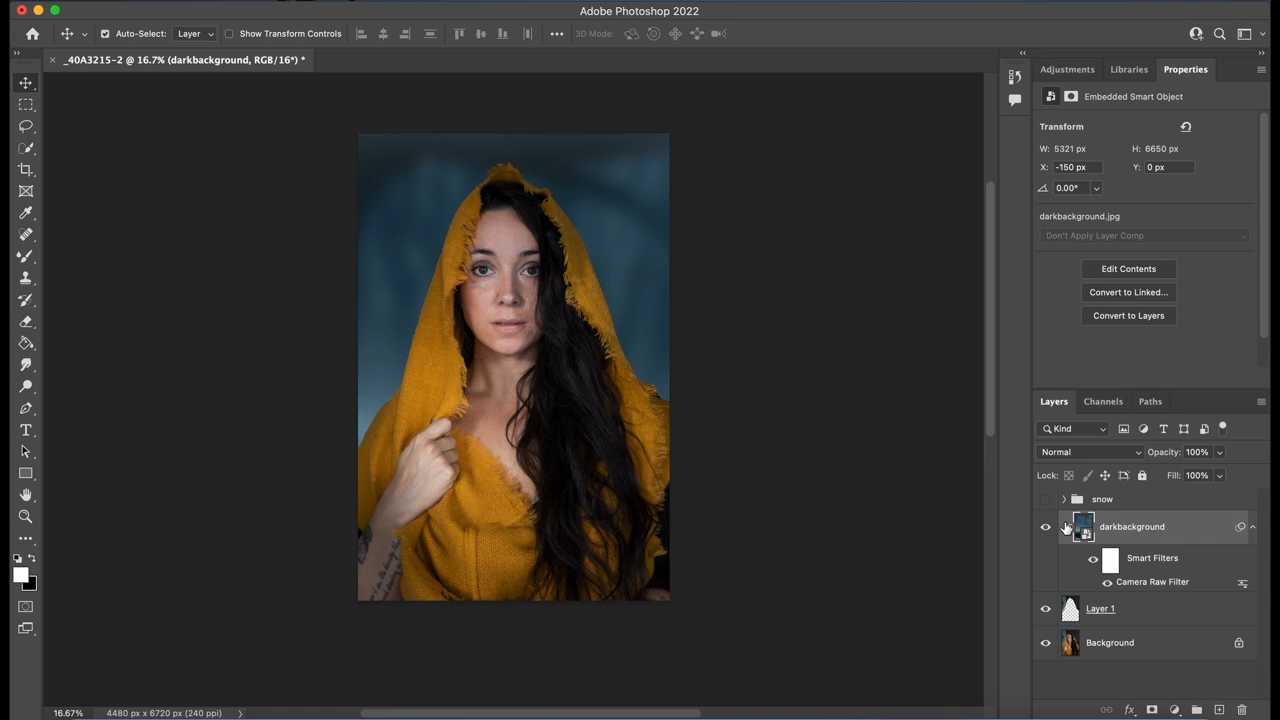 Adobe Photoshop 2022
Auto-Select: Layer Show Transform Controls 3D Mode:
_40A3215-2 @ 16.7% (darkbackground, RGB/16*) *
Adjustments Libraries Properties
Embedded Smart Object
Transform
W: 5321 px H: 6650 px
X: -150 px Y: 0 px
0.00°
darkbackground.jpg
Don't Apply Layer Comp
Edit Contents
Convert to Linked...
Convert to Layers
Layers Channels Paths
Kind
Normal Opacity: 100%
Lock: Fill: 100%
snow
darkbackground
Smart Filters
Camera Raw Filter
Layer 1
Background
16.67% 4480 px x 6720 px (240 ppi)